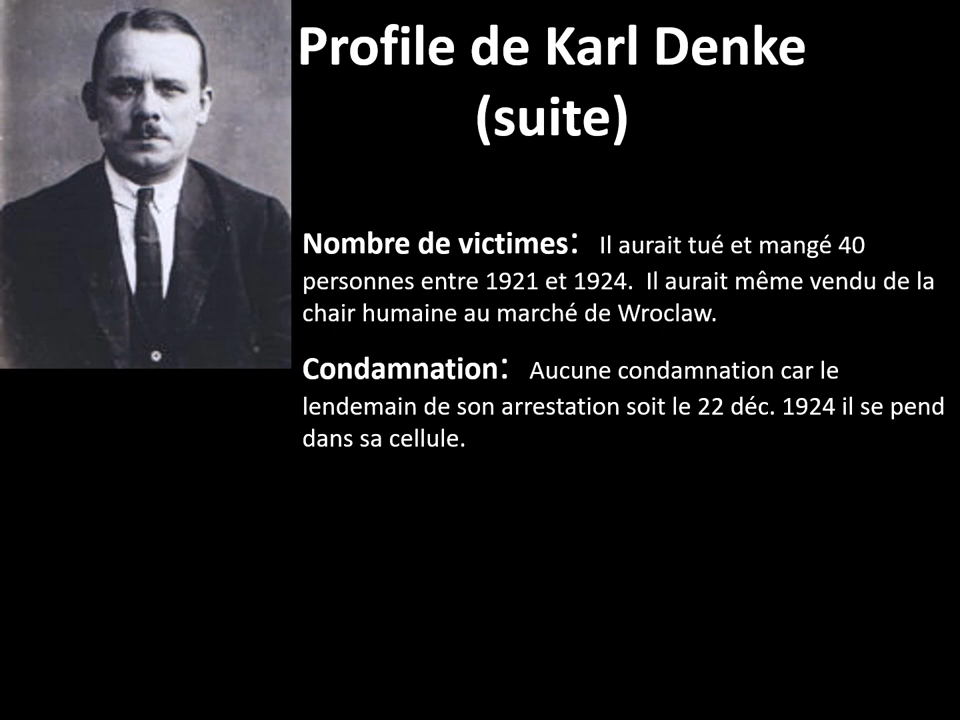 Profile de Karl Denke
(suite)
Nombre de victimes: Il aurait tué et mangé 40
personnes entre 1921 et 1924. Il aurait même vendu de la
chair humaine au marché de Wroclaw.
Condamnation: Aucune condamnation car le
lendemain de son arrestation soit le 22 déc. 1924 il se pend
dans sa cellule.